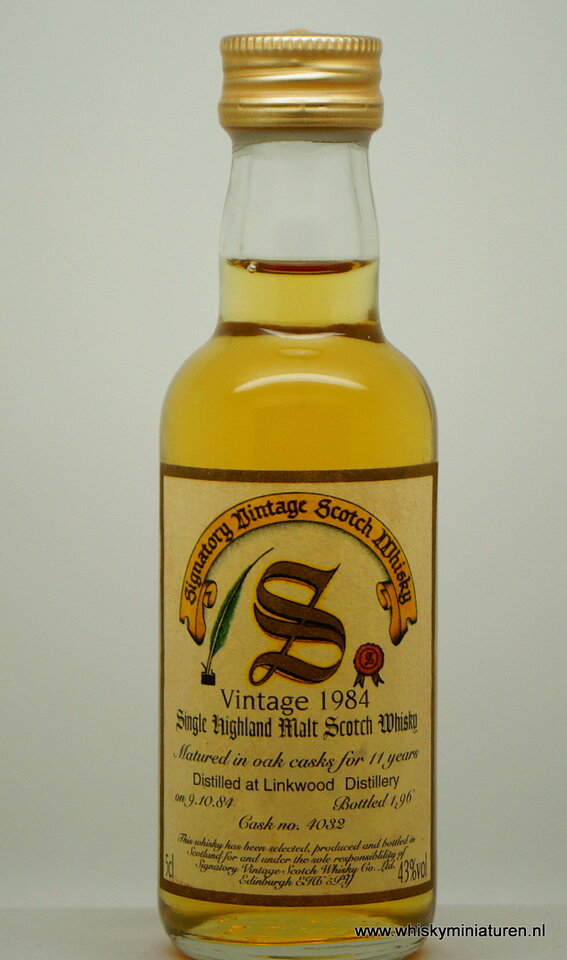 Signatory Vintage Scotch Whisky
S
S
Vintage 1984
Single Highland Malt Scotch Whisky
Matured in oak casks for 11 years
Distilled at Linkwood Distillery
on 9.10.84 Bottled 1,96
Cask no. 4032
This whisky has been selected, produced and bottled in
Scotland for and under the sole responsiblility of
Signatory Vintage Scotch Whisky Co. Ltd.
5cl Edinburgh EH6 5PY 43%vol
www.whiskyminiaturen.nl